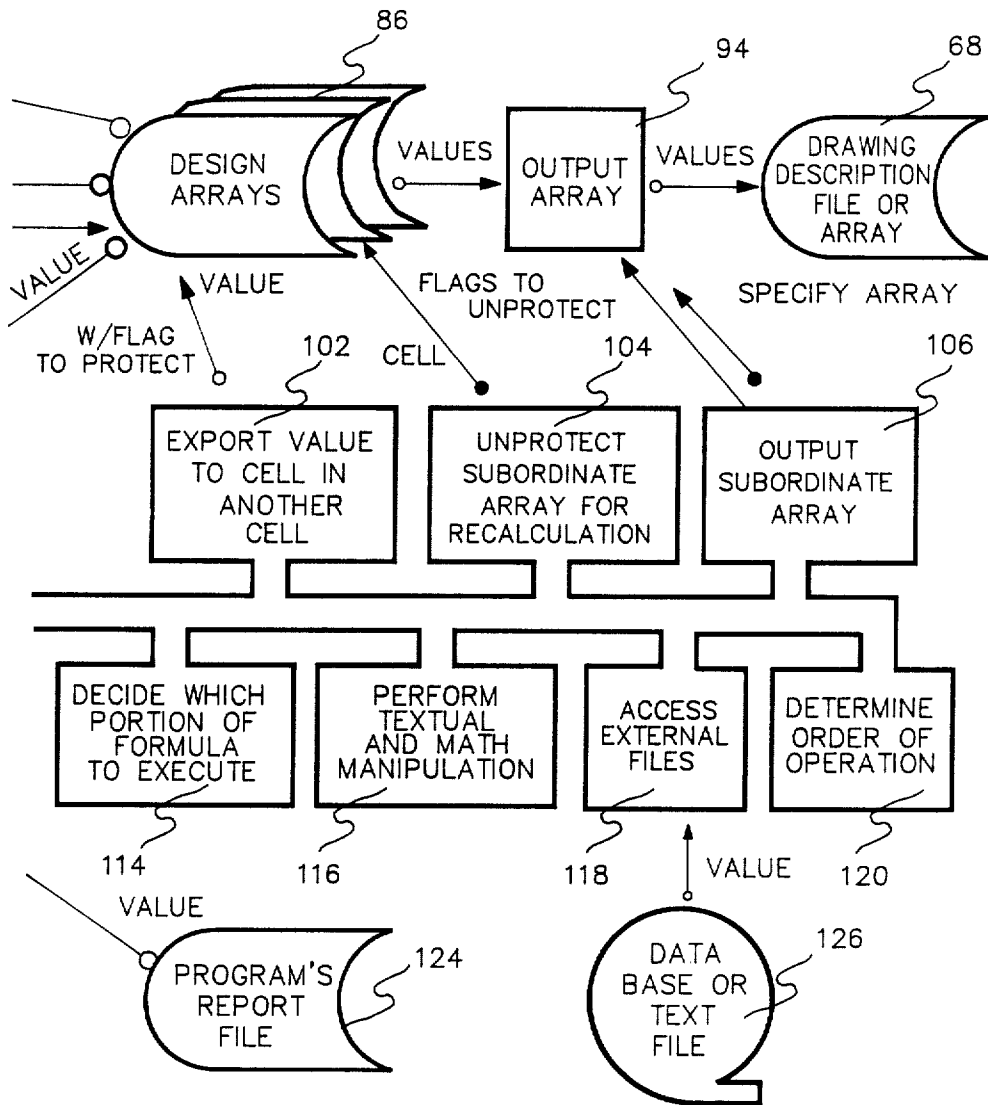 86
94
68
DESIGN
ARRAYS
VALUES
OUTPUT
ARRAY
VALUES
DRAWING
DESCRIPTION
FILE OR
ARRAY
VALUE
VALUE
FLAGS TO
UNPROTECT
SPECIFY ARRAY
W/FLAG
TO PROTECT
102
CELL
104
106
EXPORT VALUE
TO CELL IN
ANOTHER
CELL
UNPROTECT
SUBORDINATE
ARRAY FOR
RECALCULATION
OUTPUT
SUBORDINATE
ARRAY
DECIDE WHICH
PORTION OF
FORMULA
TO EXECUTE
PERFORM
TEXTUAL
AND MATH
MANIPULATION
ACCESS
EXTERNAL
FILES
DETERMINE
ORDER OF
OPERATION
114
116
118
VALUE
120
VALUE
PROGRAM'S
REPORT
FILE
124
DATA
BASE OR
TEXT
FILE
126